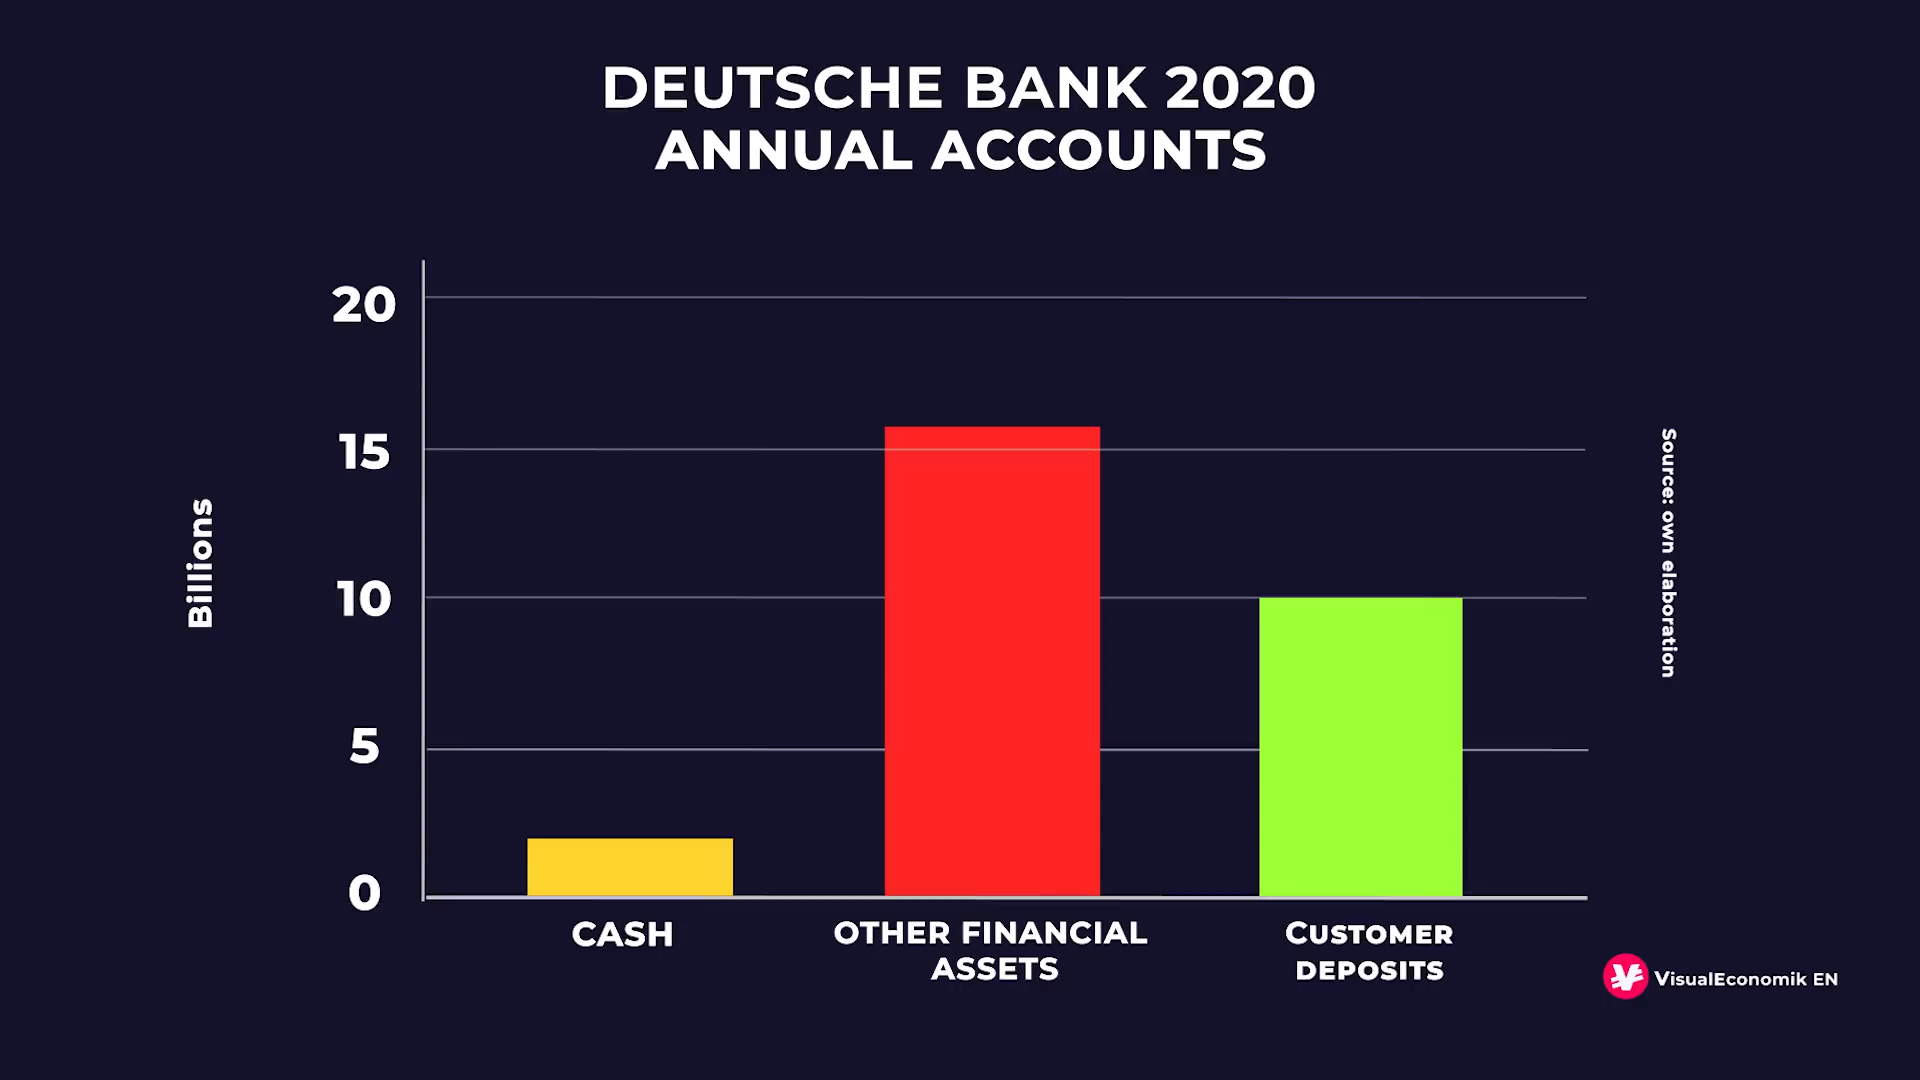 DEUTSCHE BANK 2020
ANNUAL ACCOUNTS
Billions
20
15
10
5
0
CASH
OTHER FINANCIAL
ASSETS
CUSTOMER
DEPOSITS
Source: own elaboration
VisualEconomik EN